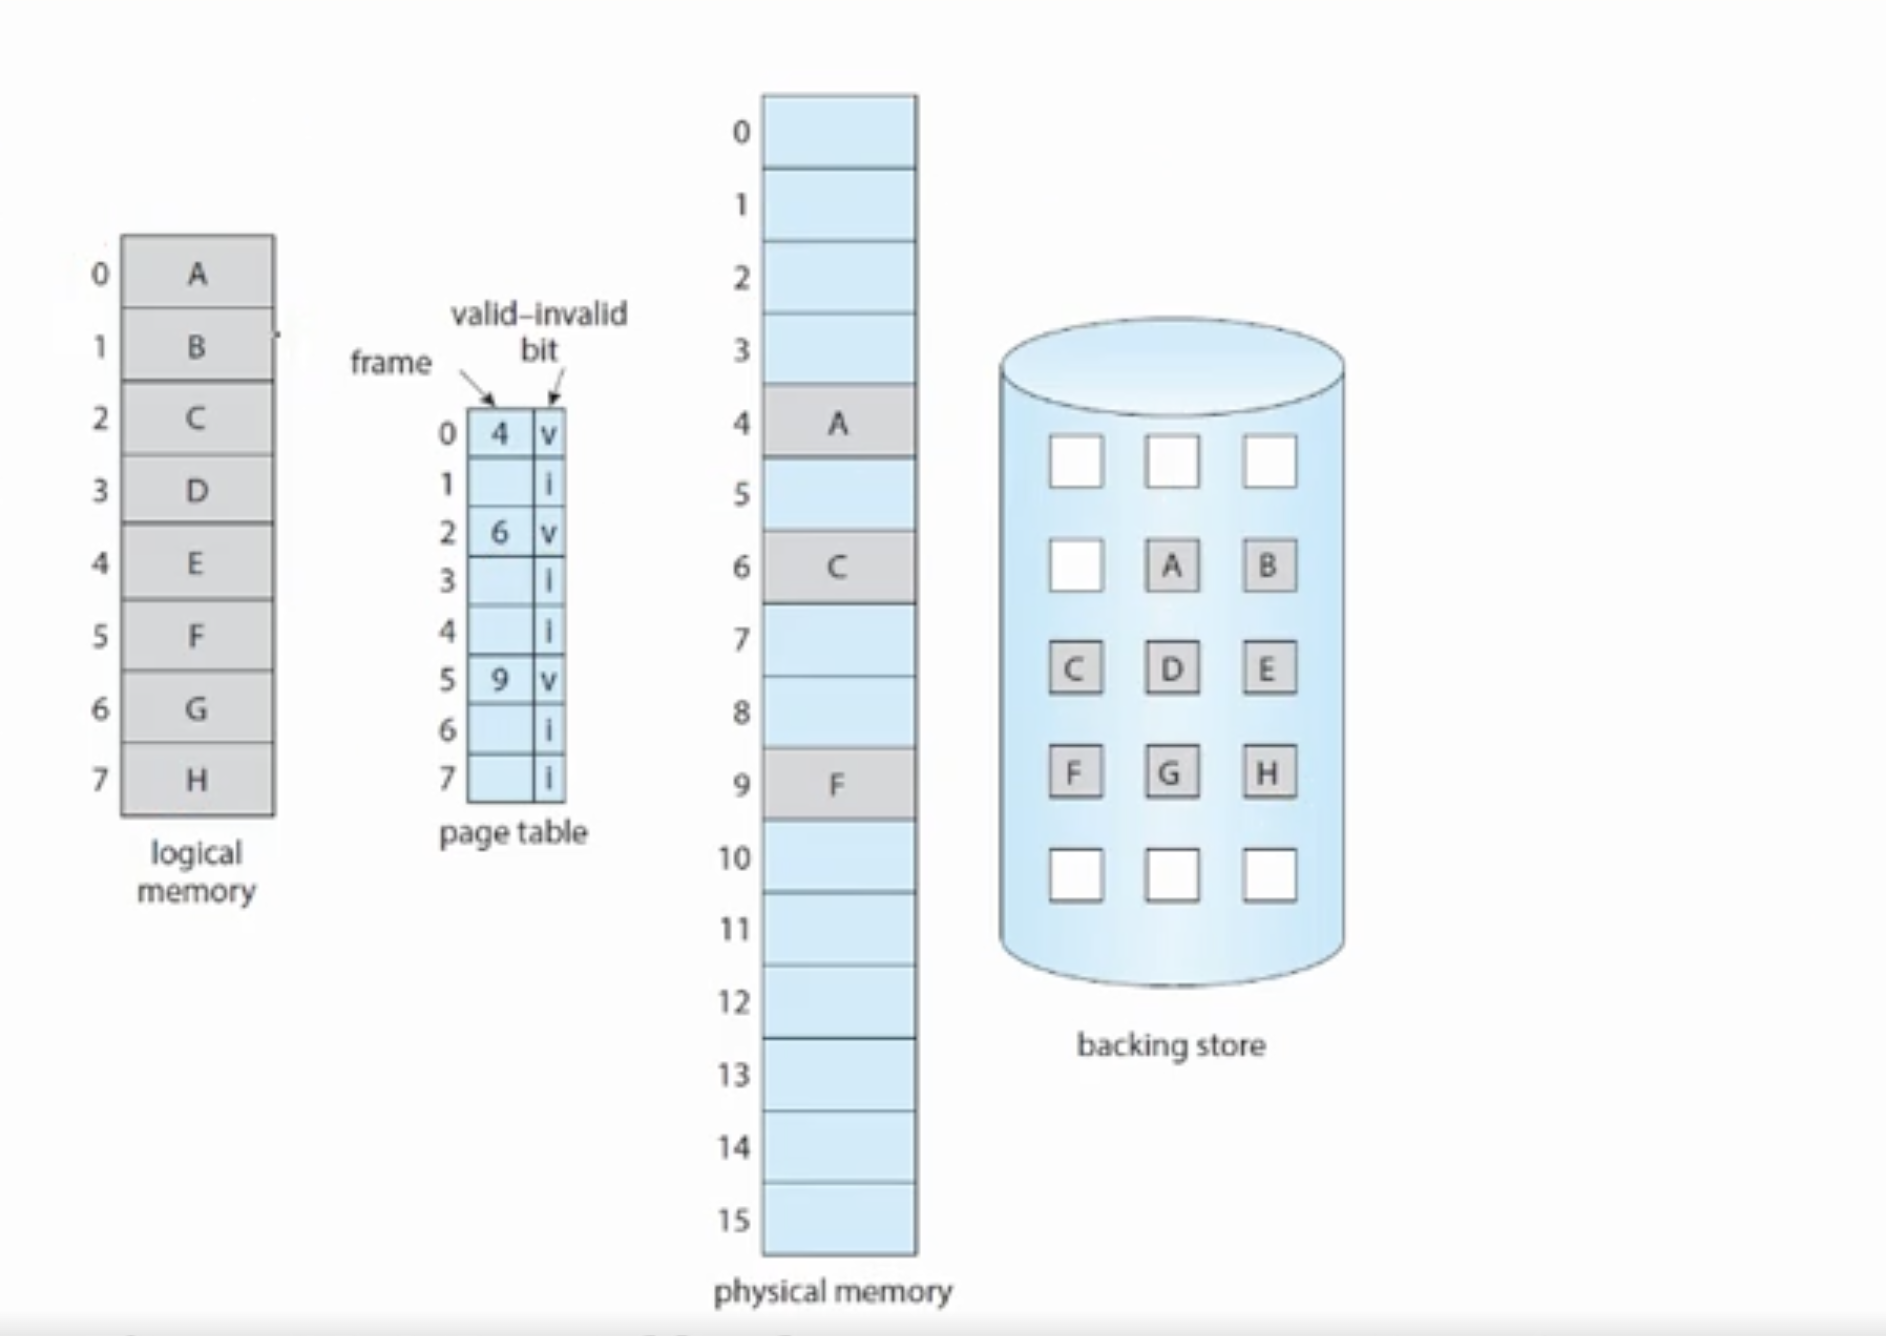 0 A
1 B
2 C
3 D
4 E
5 F
6 G
7 H
logical
memory
valid–invalid
bit
frame
0 4 v
1 i
2 6 v
3 i
4 i
5 9 v
6 i
7 i
page table
0
1
2
3
4 A
5
6 C
7
8
9 F
10
11
12
13
14
15
physical memory
A B
C D E
F G H
backing store